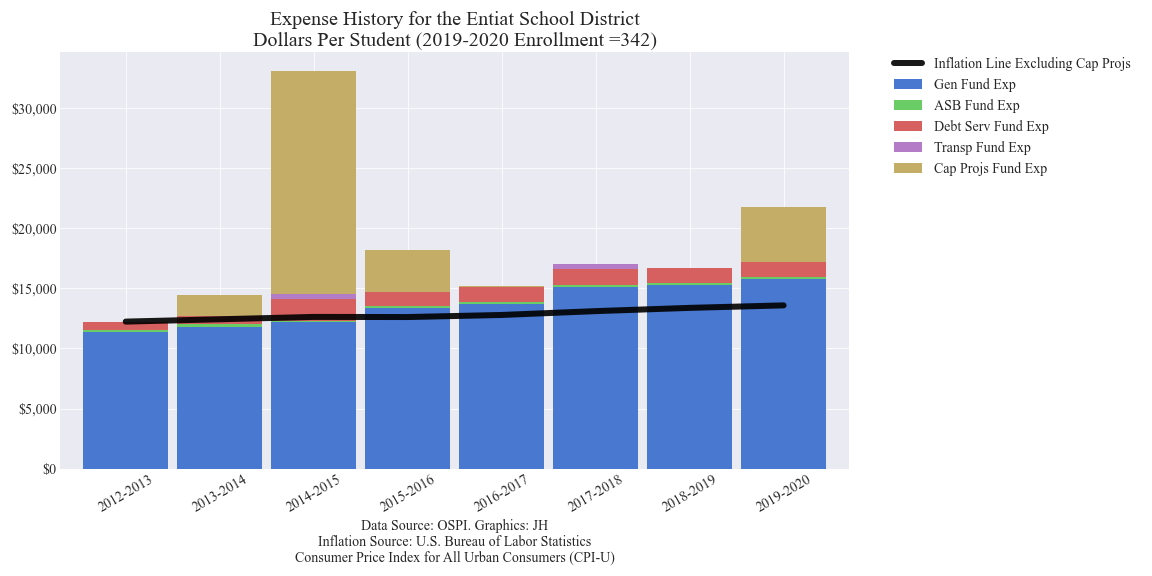 Expense History for the Entiat School District
Dollars Per Student (2019-2020 Enrollment =342)
Inflation Line Excluding Cap Projs
Gen Fund Exp
ASB Fund Exp
Debt Serv Fund Exp
Transp Fund Exp
Cap Projs Fund Exp
$30,000
$25,000
$20,000
$15,000
$10,000
$5,000
$0
2012-2013
2013-2014
2014-2015
2015-2016
2016-2017
2017-2018
2018-2019
2019-2020
Data Source: OSPI. Graphics: JH
Inflation Source: U.S. Bureau of Labor Statistics
Consumer Price Index for All Urban Consumers (CPI-U)